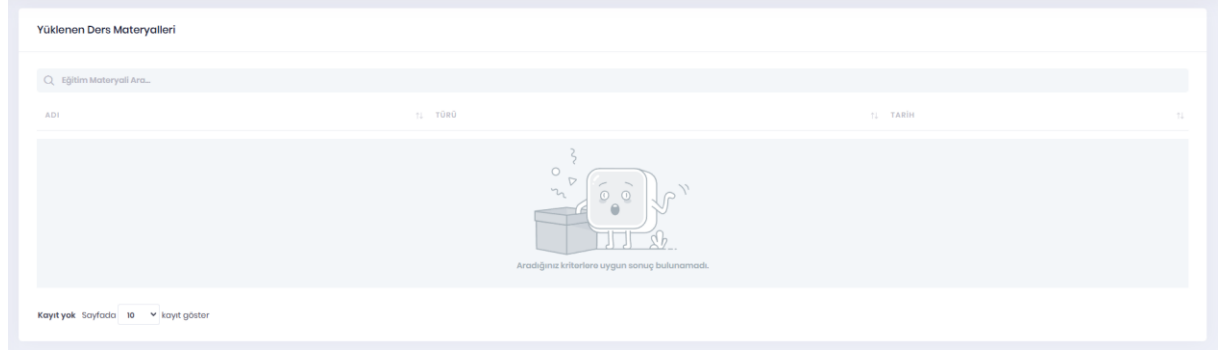 Yüklenen Ders Materyalleri
Eğitim Materyali Ara...
ADI TÜRÜ TARİH
Aradığınız kriterlere uygun sonuç bulunamadı.
Kayıt yok Sayfada 10 kayıt göster